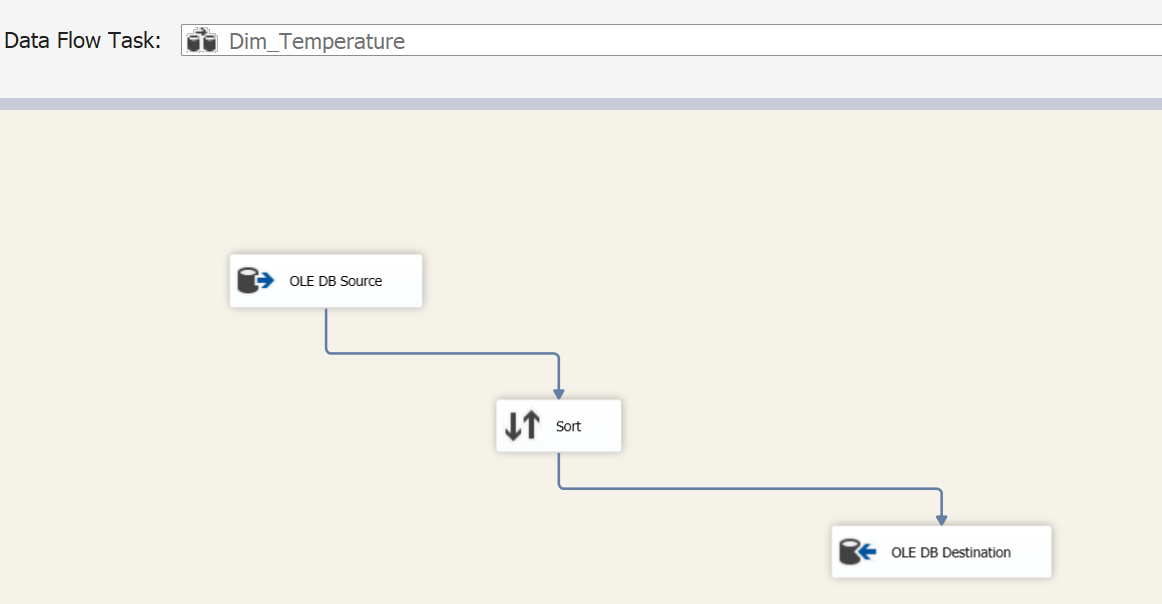 Data Flow Task: Dim_Temperature
OLE DB Source
Sort
OLE DB Destination